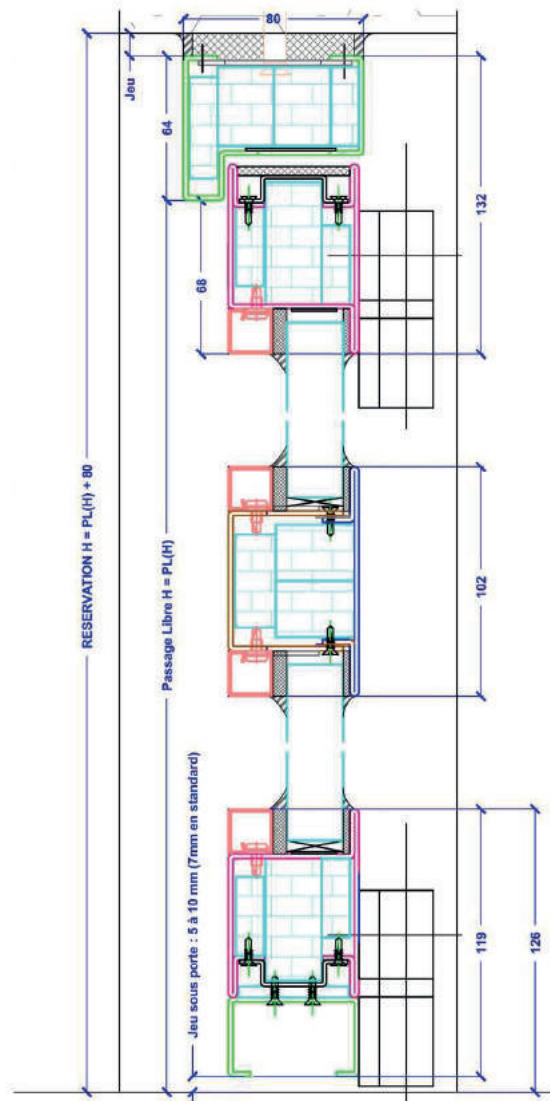 80
Jeu
64
132
68
RESERVATION H = PL(H) + 80
Passage Libre H = PL(H)
102
Jeu sous porte : 5 à 10 mm (7mm en standard)
119
126